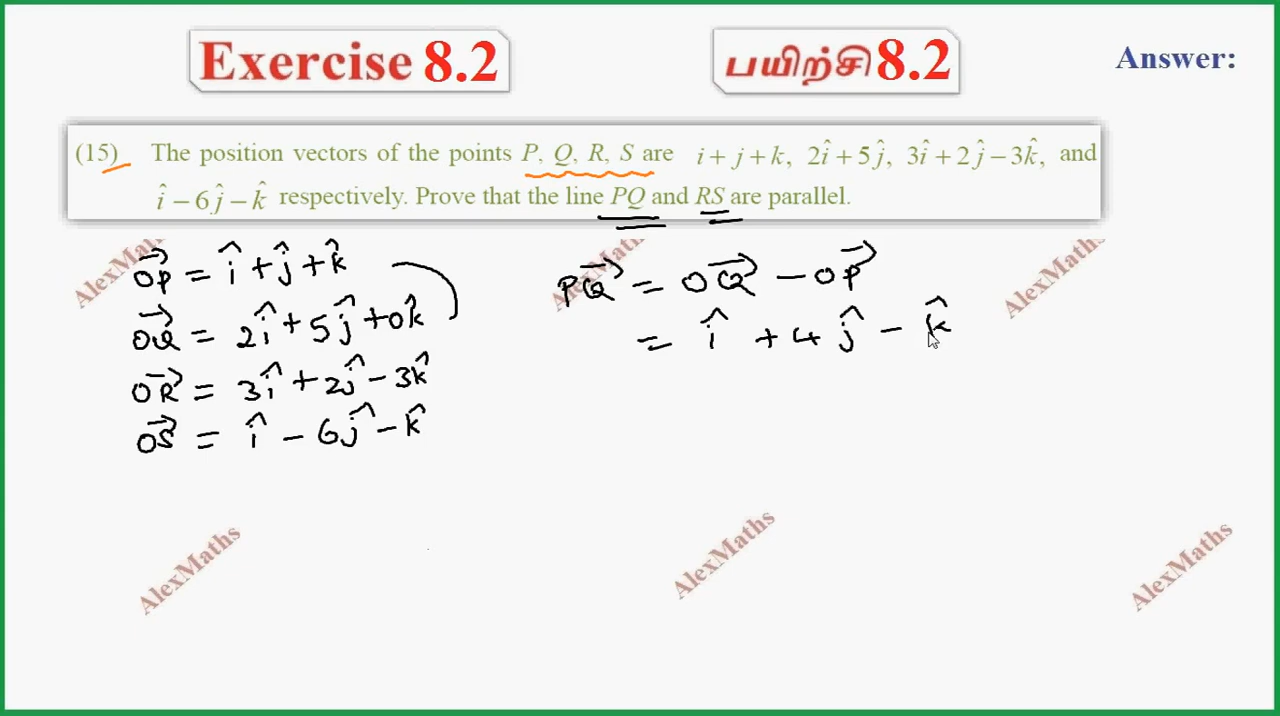 Exercise 8.2 பயிற்சி 8.2 Answer:
(15) The position vectors of the points P, Q, R, S are i + j + k, 2î + 5ĵ, 3î + 2ĵ − 3k̂, and
î − 6ĵ − k̂ respectively. Prove that the line PQ and RS are parallel.
OP⃗ = î + ĵ + k̂
OQ⃗ = 2î + 5ĵ + 0k̂
OR⃗ = 3î + 2ĵ − 3k̂
OS⃗ = î − 6ĵ − k̂
PQ⃗ = OQ⃗ − OP⃗
= î + 4ĵ − k̂
AlexMaths
AlexMaths
AlexMaths
AlexMaths
AlexMaths
AlexMaths